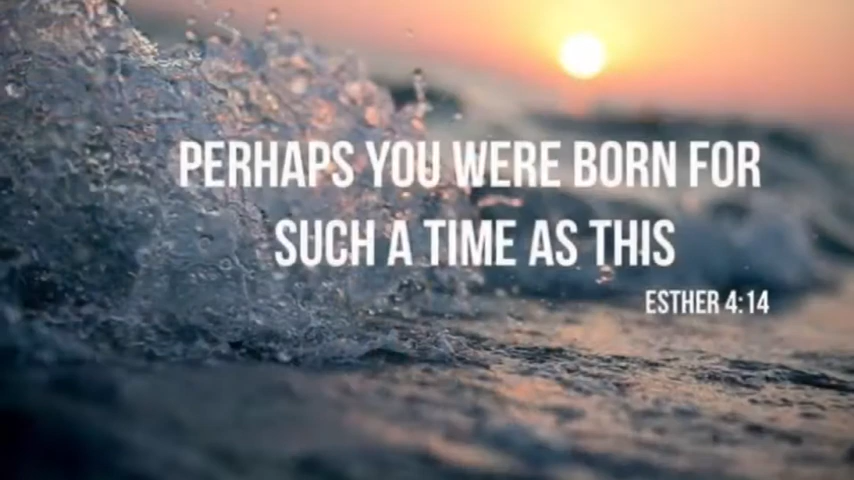 PERHAPS YOU WERE BORN FOR
SUCH A TIME AS THIS
ESTHER 4:14